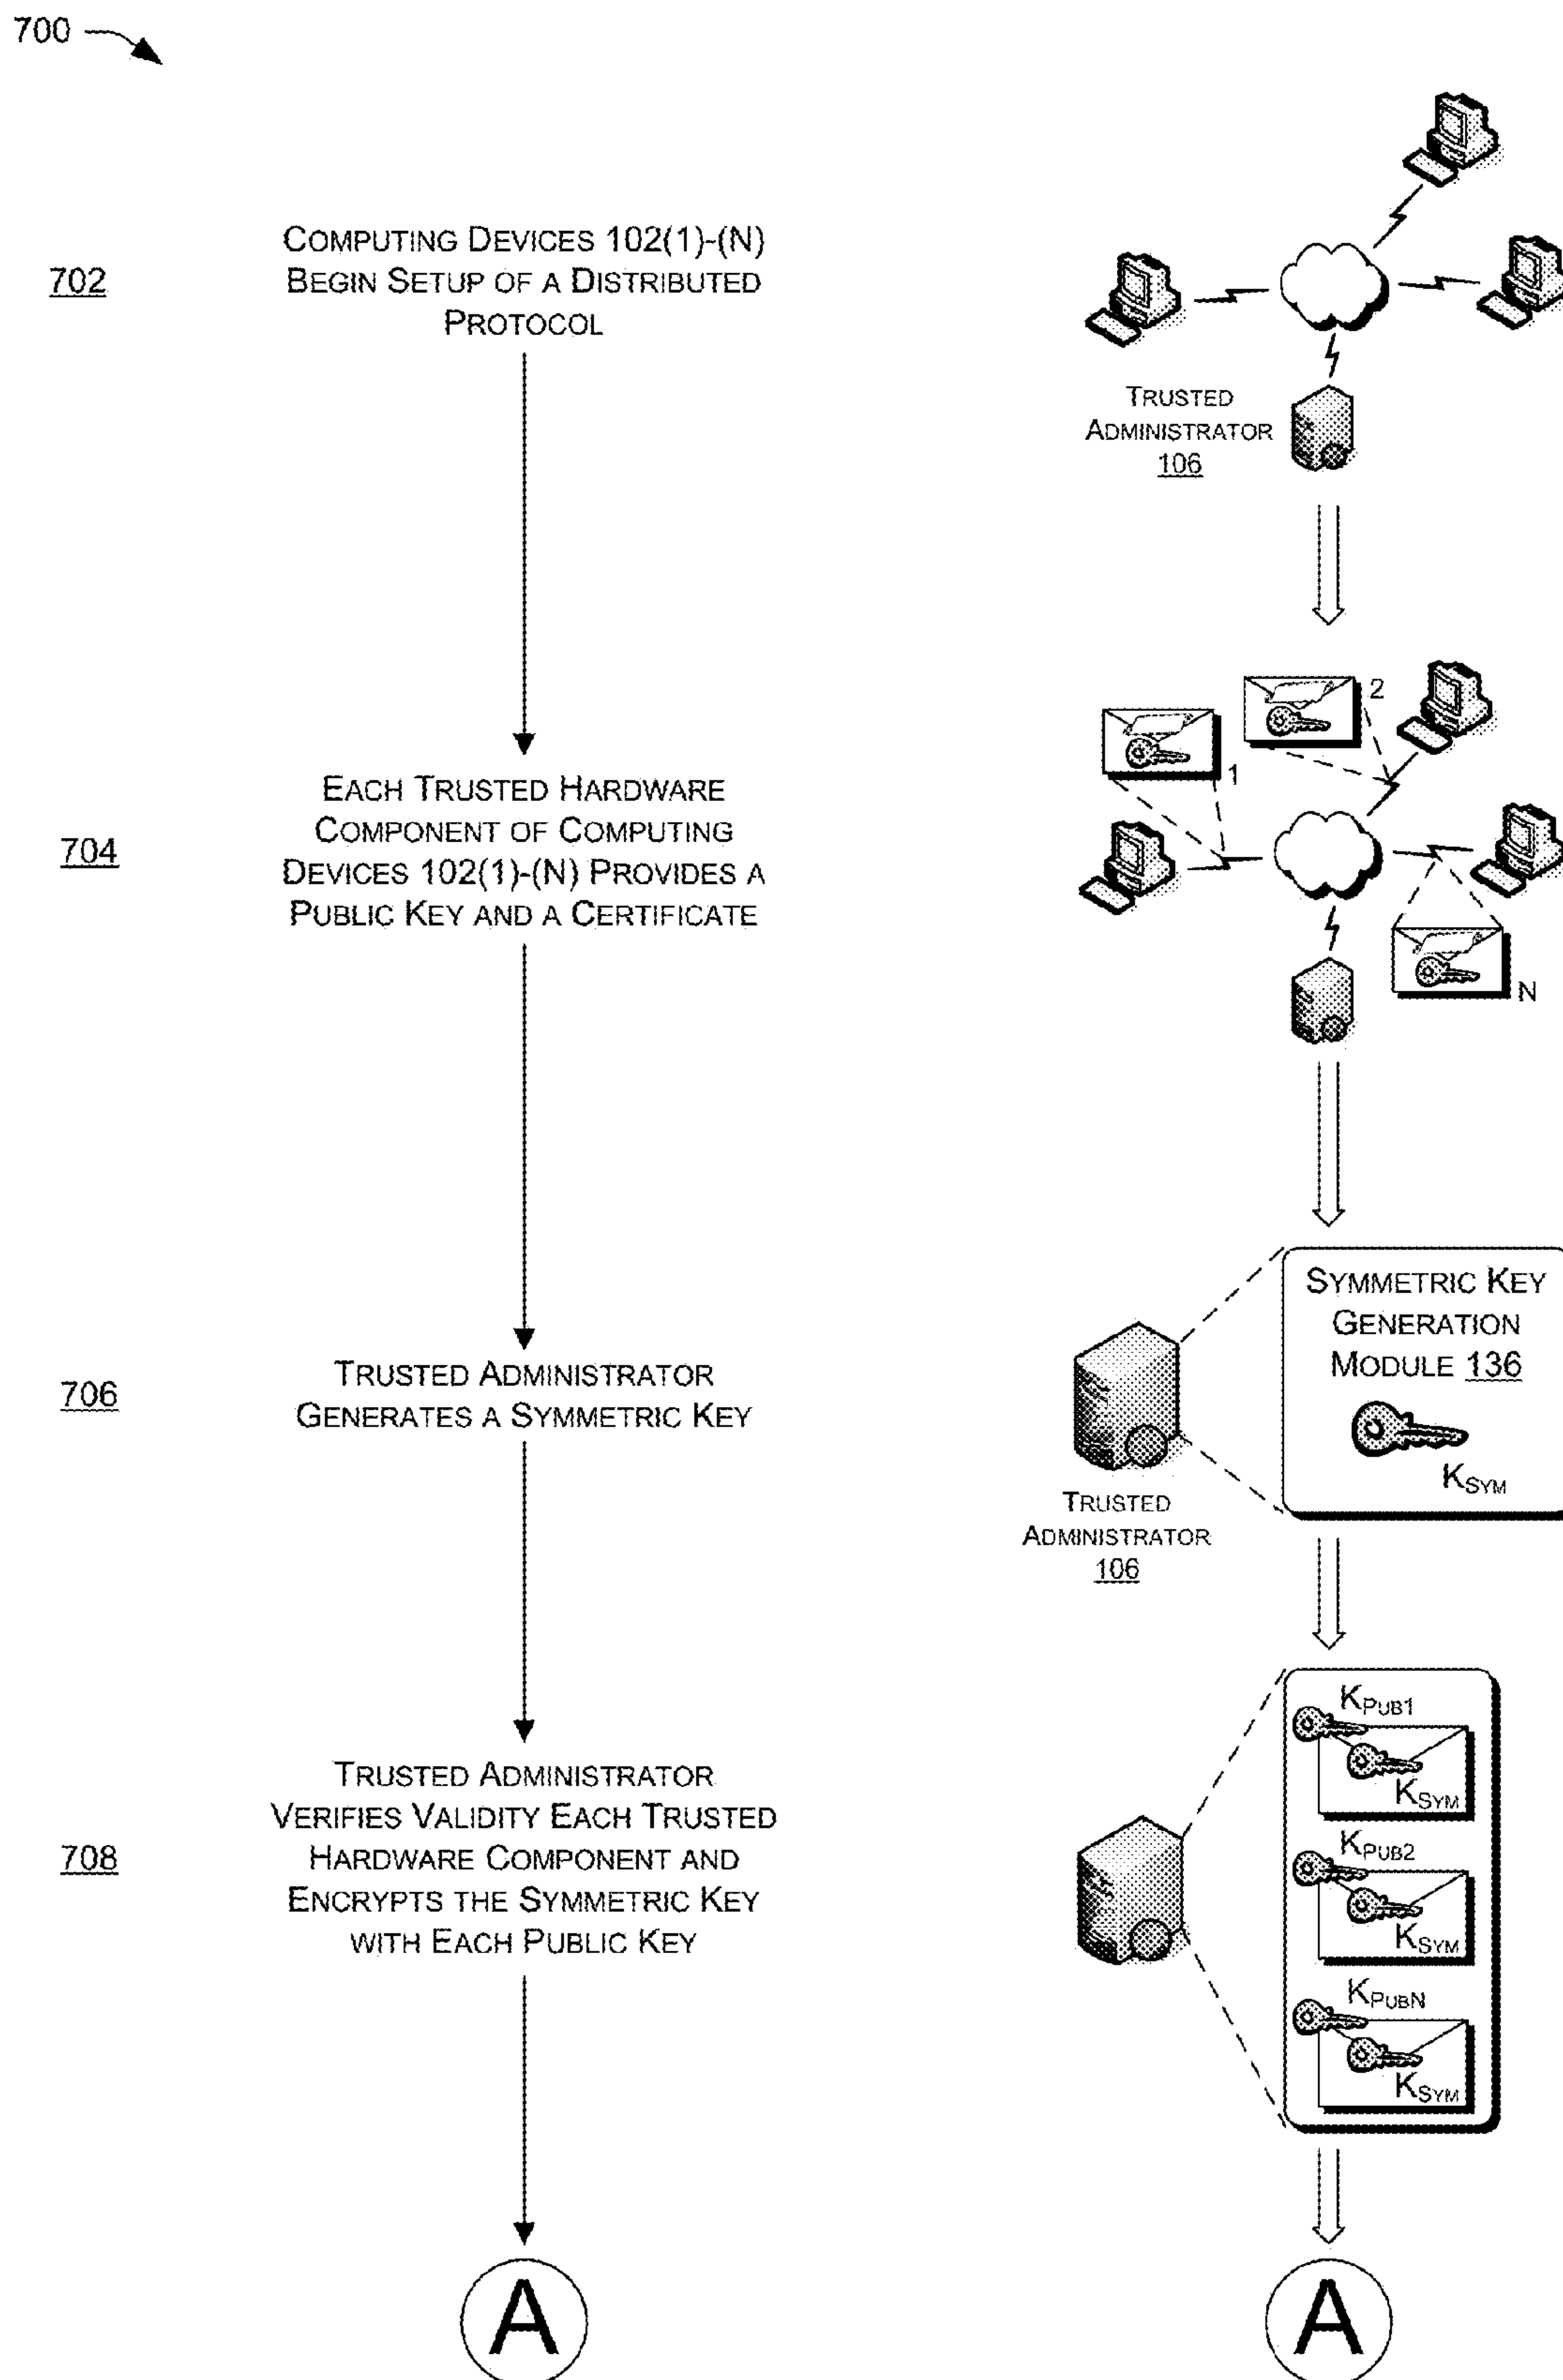 700
702
COMPUTING DEVICES 102(1)-(N)
BEGIN SETUP OF A DISTRIBUTED
PROTOCOL
TRUSTED
ADMINISTRATOR
106
704
EACH TRUSTED HARDWARE
COMPONENT OF COMPUTING
DEVICES 102(1)-(N) PROVIDES A
PUBLIC KEY AND A CERTIFICATE
1
2
N
706
TRUSTED ADMINISTRATOR
GENERATES A SYMMETRIC KEY
SYMMETRIC KEY
GENERATION
MODULE 136
KSYM
TRUSTED
ADMINISTRATOR
106
708
TRUSTED ADMINISTRATOR
VERIFIES VALIDITY EACH TRUSTED
HARDWARE COMPONENT AND
ENCRYPTS THE SYMMETRIC KEY
WITH EACH PUBLIC KEY
KPUB1
KSYM
KPUB2
KSYM
KPUBN
KSYM
A
A